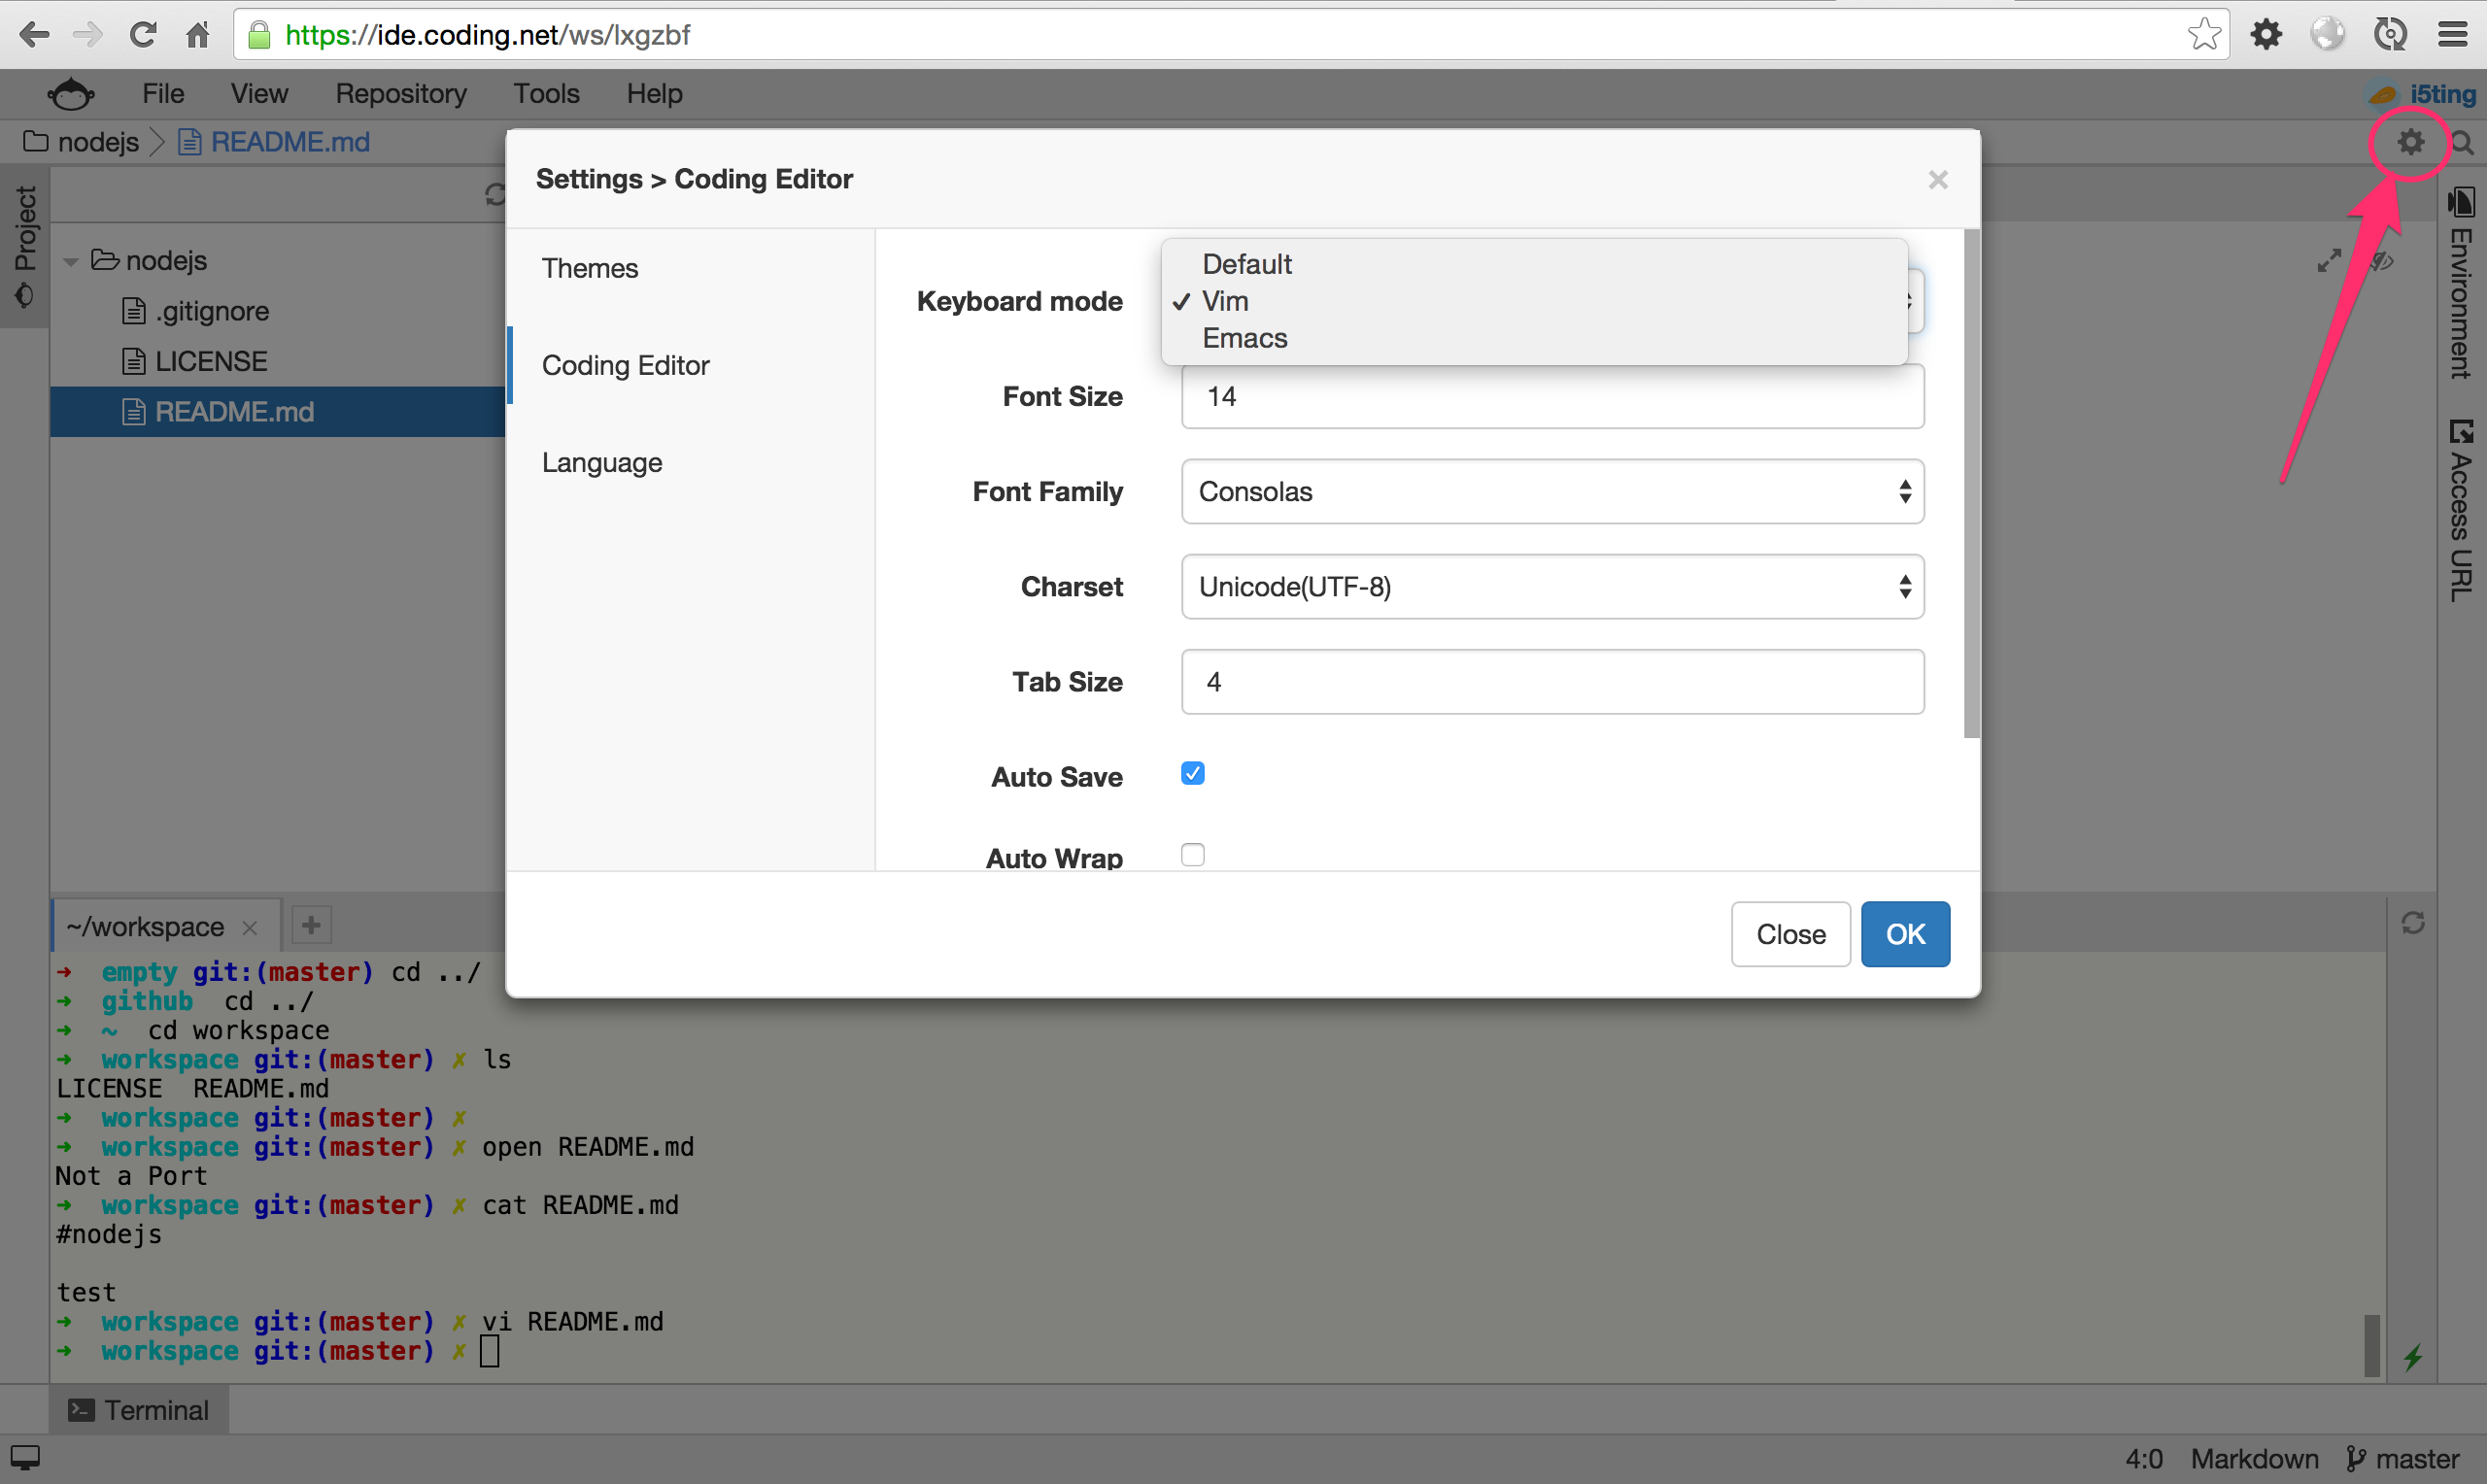 https://ide.coding.net/ws/lxgzbf
File View Repository Tools Help
i5ting
nodejs README.md
Project
nodejs
.gitignore
LICENSE
README.md
Settings > Coding Editor
Themes
Coding Editor
Language
Keyboard mode
Default
✓ Vim
Emacs
Font Size 14
Font Family Consolas
Charset Unicode(UTF-8)
Tab Size 4
Auto Save
Auto Wrap
Close OK
Environment
Access URL
~/workspace
➜ empty git:(master) cd ../
➜ github cd ../
➜ ~ cd workspace
➜ workspace git:(master) ✗ ls
LICENSE README.md
➜ workspace git:(master) ✗
➜ workspace git:(master) ✗ open README.md
Not a Port
➜ workspace git:(master) ✗ cat README.md
#nodejs
test
➜ workspace git:(master) ✗ vi README.md
➜ workspace git:(master) ✗
Terminal
4:0 Markdown master